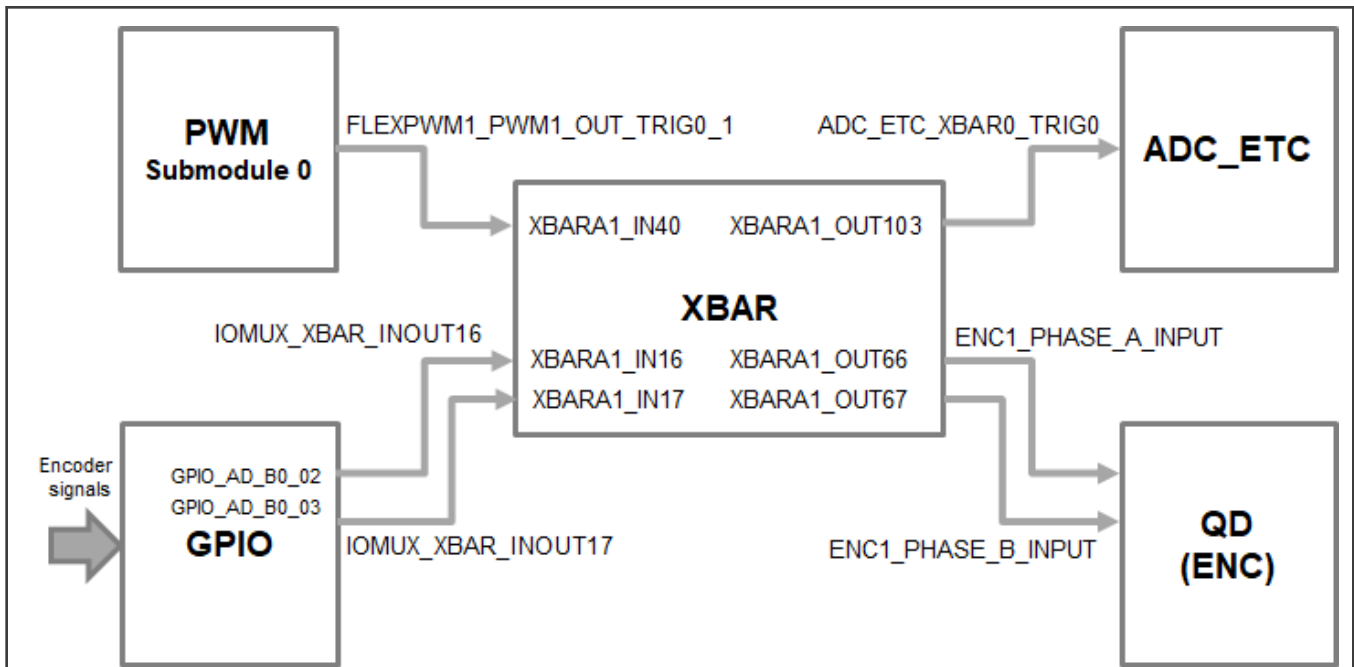 PWM
Submodule 0
FLEXPWM1_PWM1_OUT_TRIG0_1
ADC_ETC_XBAR0_TRIG0
ADC_ETC
XBARA1_IN40
XBARA1_OUT103
XBAR
IOMUX_XBAR_INOUT16
ENC1_PHASE_A_INPUT
XBARA1_IN16
XBARA1_OUT66
XBARA1_IN17
XBARA1_OUT67
Encoder
signals
GPIO_AD_B0_02
GPIO_AD_B0_03
GPIO
IOMUX_XBAR_INOUT17
ENC1_PHASE_B_INPUT
QD
(ENC)